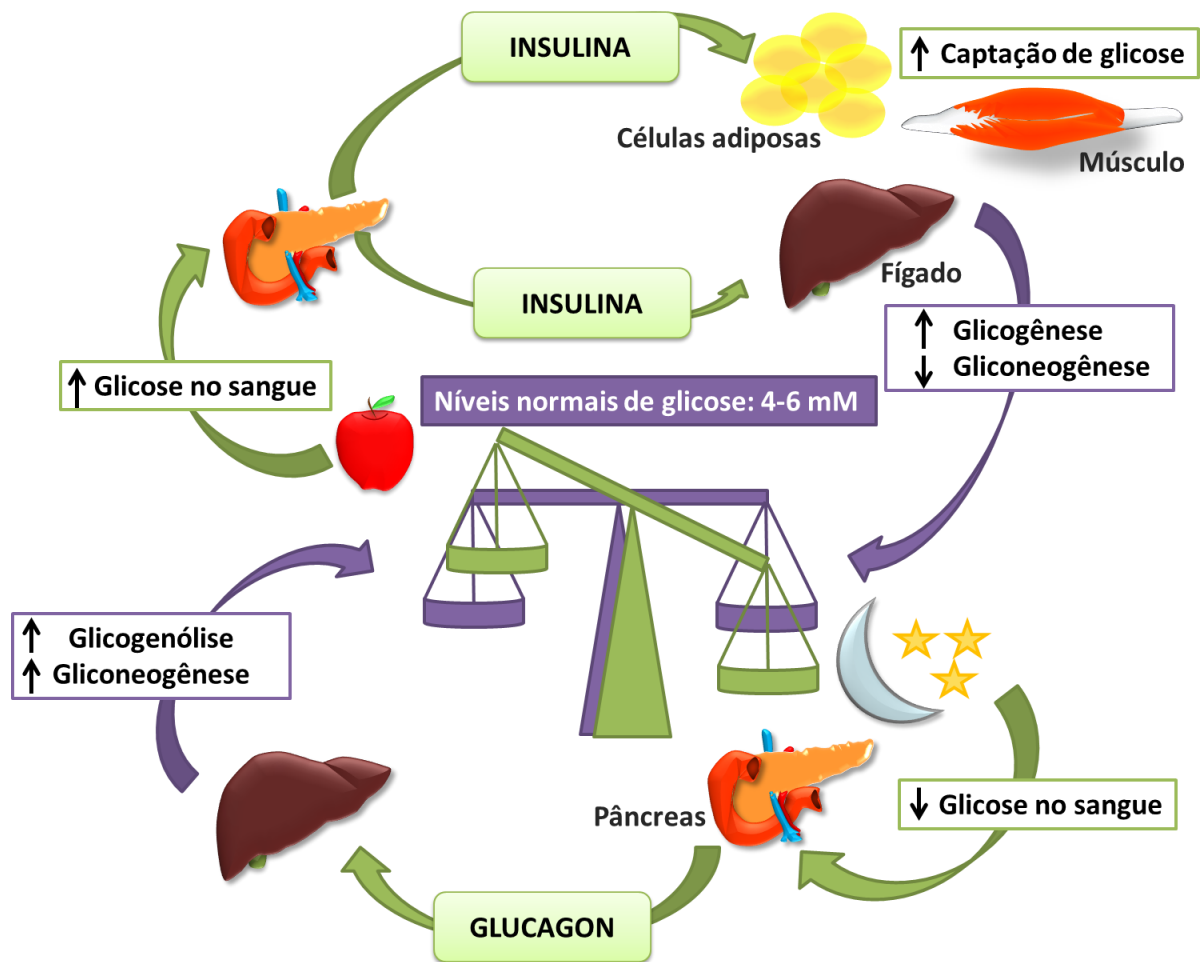 INSULINA
↑ Captação de glicose
Células adiposas
Músculo
Fígado
INSULINA
↑ Glicogênese
↓ Gliconeogênese
↑ Glicose no sangue
Níveis normais de glicose: 4-6 mM
↑ Glicogenólise
↑ Gliconeogênese
Pâncreas
↓ Glicose no sangue
GLUCAGON